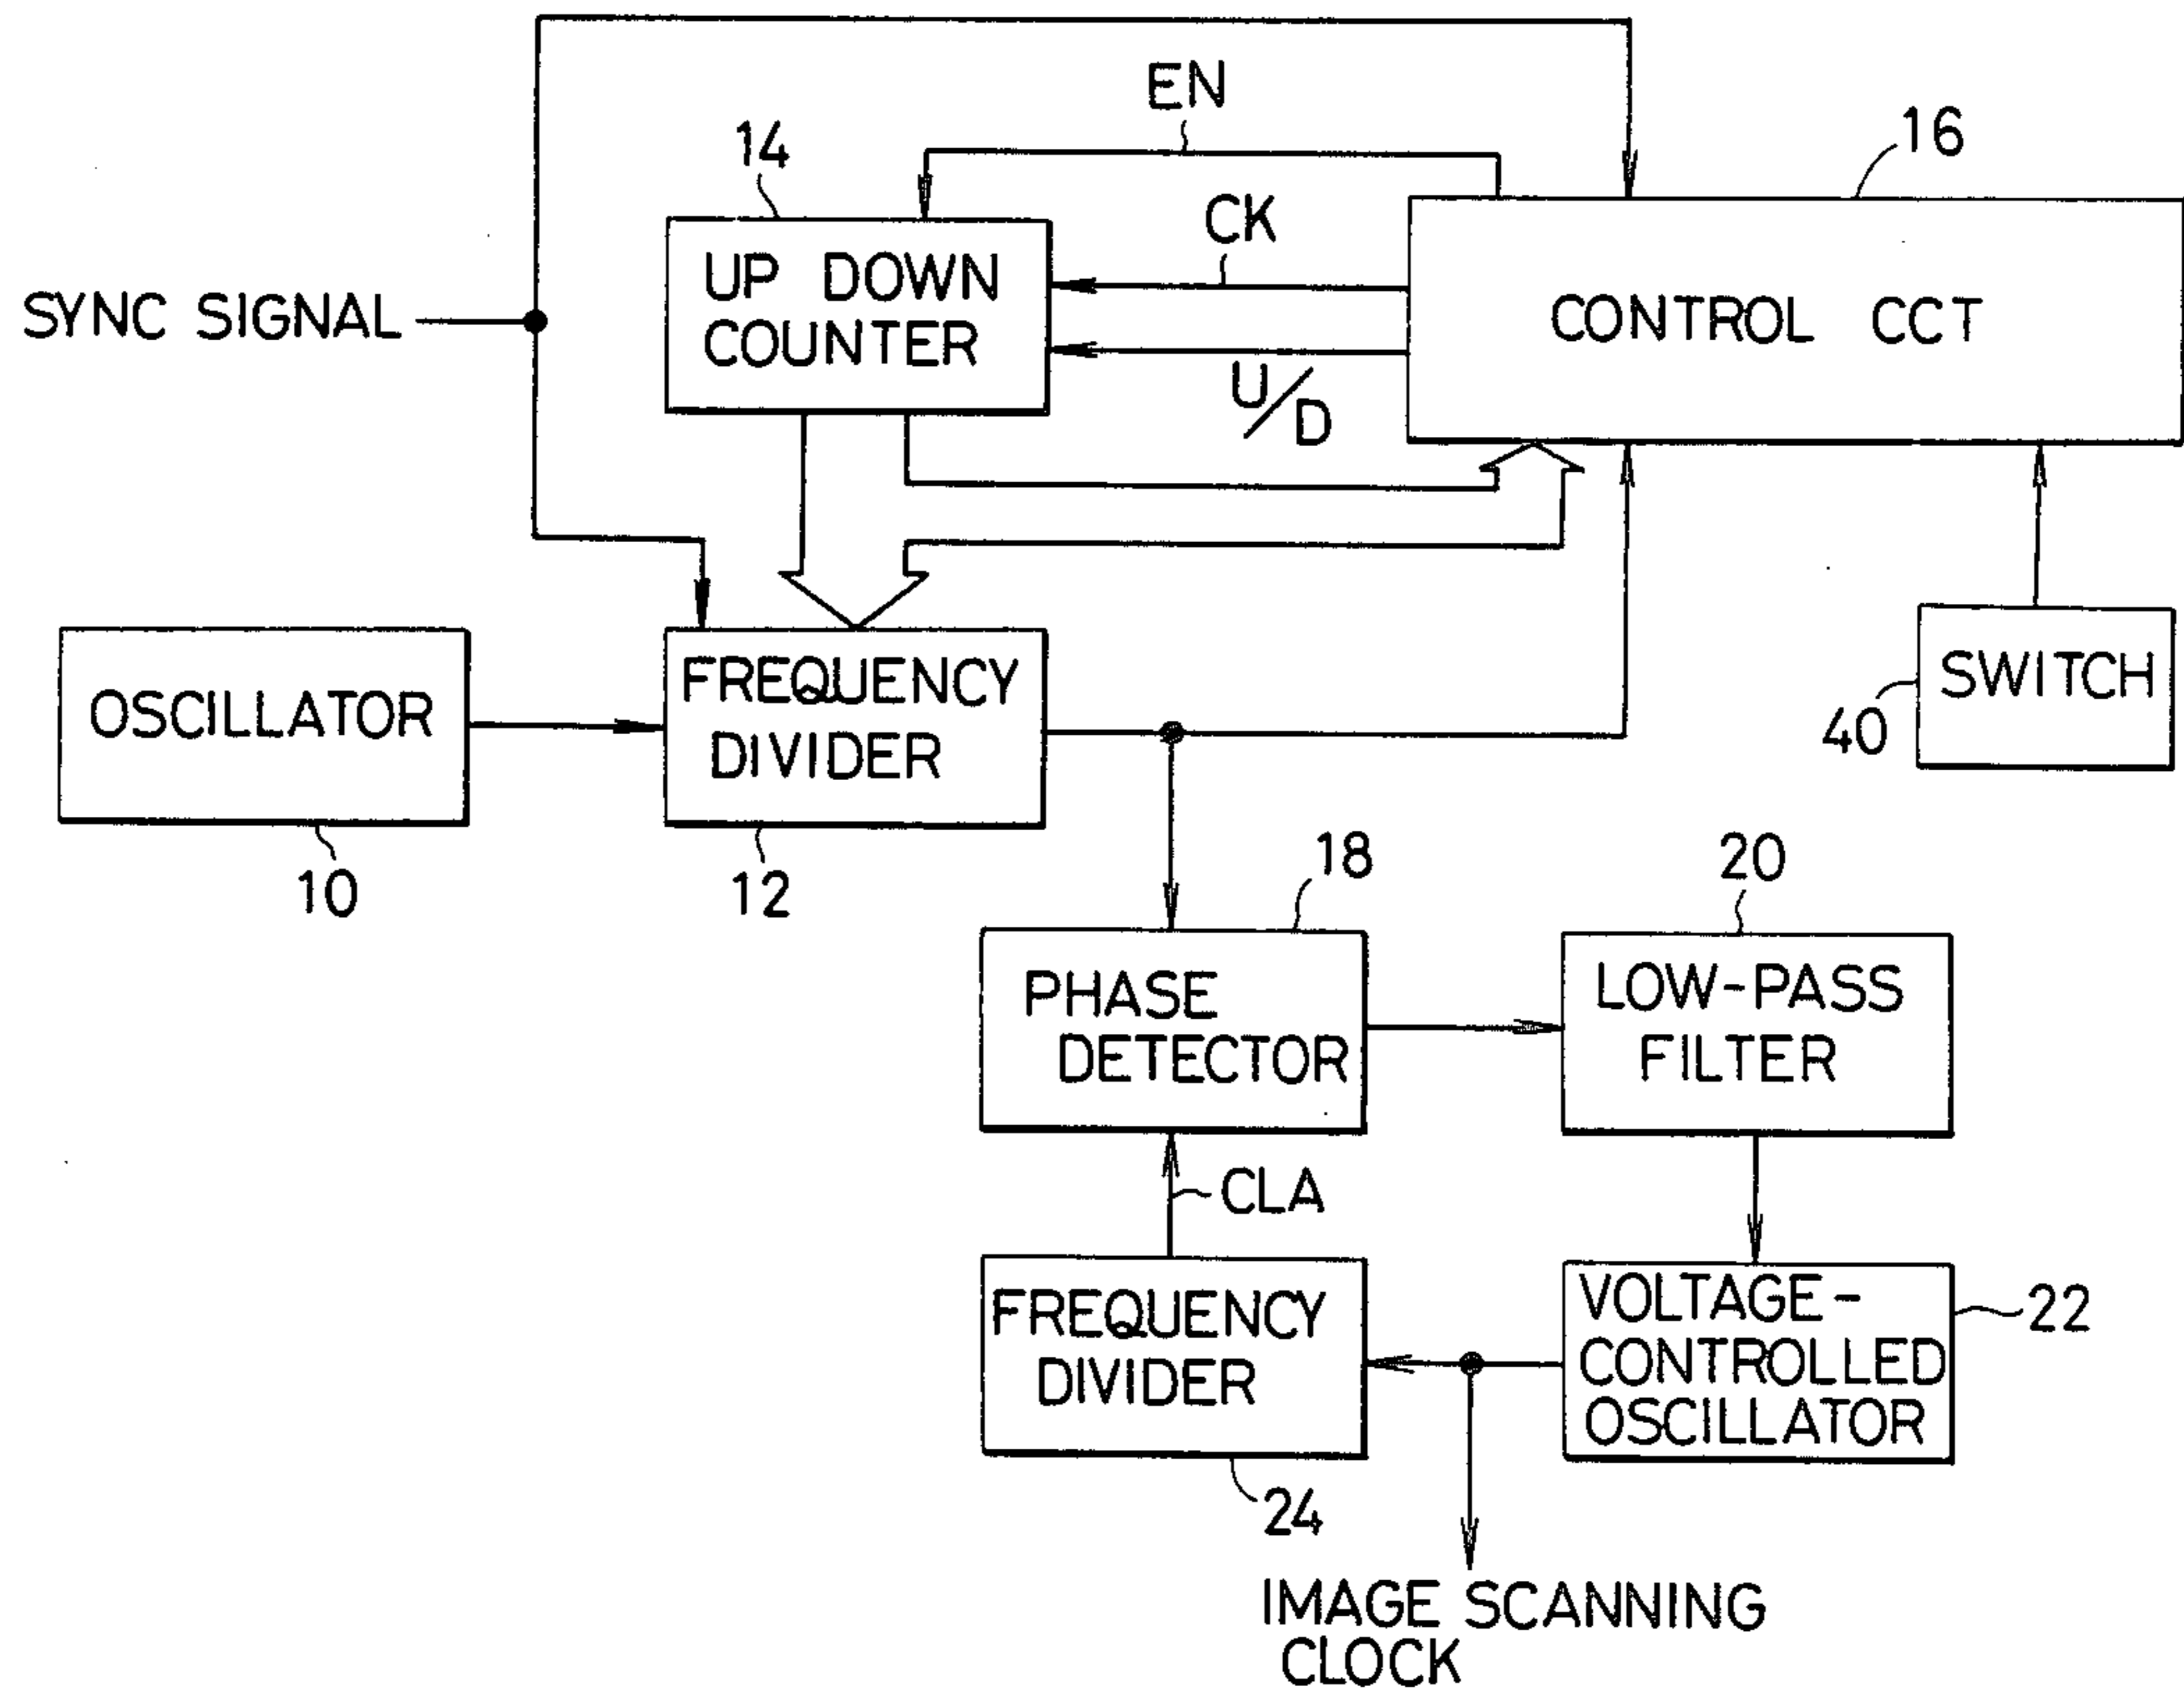 EN
14
16
CK
UP DOWN
COUNTER
SYNC SIGNAL
CONTROL CCT
U/D
OSCILLATOR
FREQUENCY
DIVIDER
SWITCH
40
10
12
18
20
PHASE
DETECTOR
LOW-PASS
FILTER
CLA
FREQUENCY
DIVIDER
VOLTAGE-
CONTROLLED
OSCILLATOR
22
24
IMAGE SCANNING
CLOCK